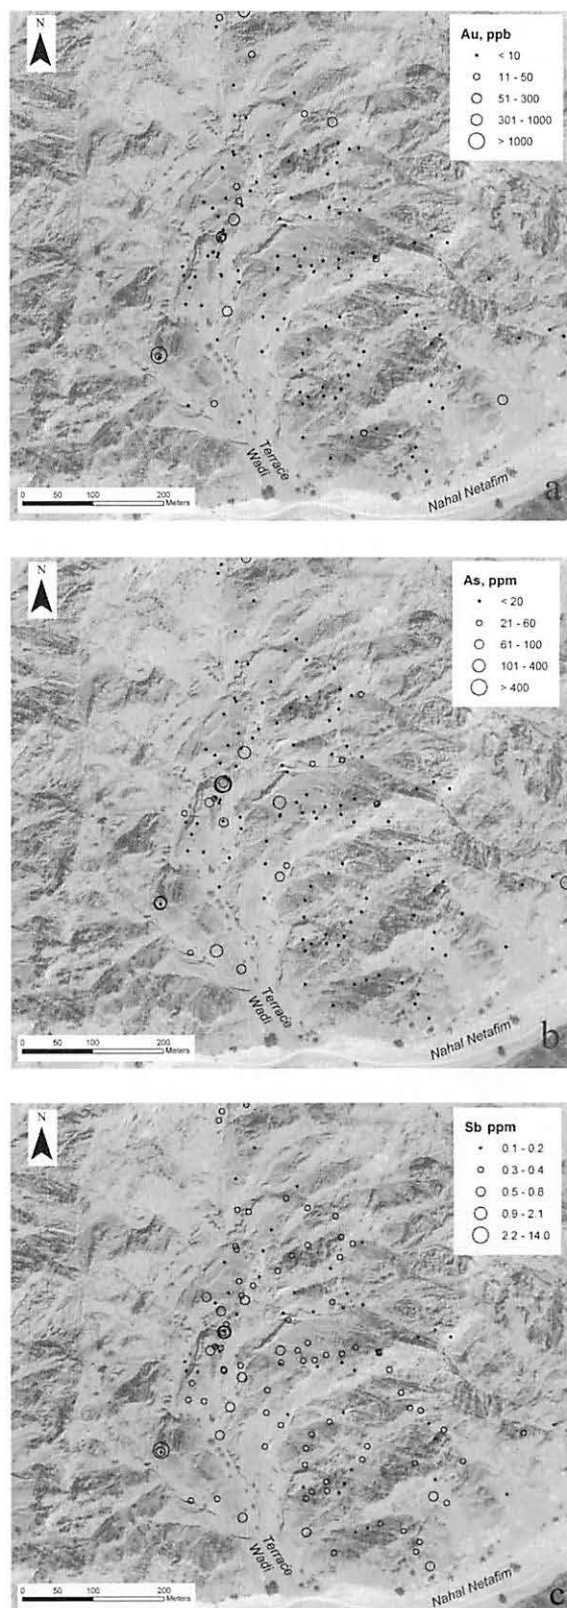 N
Au, ppb
< 10
11 - 50
51 - 300
301 - 1000
> 1000
Terrace
Wadi
Nahal Netafim
0 100 200
Meters
a
N
As, ppm
< 20
21 - 60
61 - 100
101 - 400
> 400
Terrace
Wadi
Nahal Netafim
0 100 200
Meters
b
N
Sb ppm
0.1 - 0.2
0.3 - 0.4
0.5 - 0.8
0.9 - 2.1
2.2 - 14.0
Terrace
Wadi
Nahal Netafim
0 100 200
Meters
c